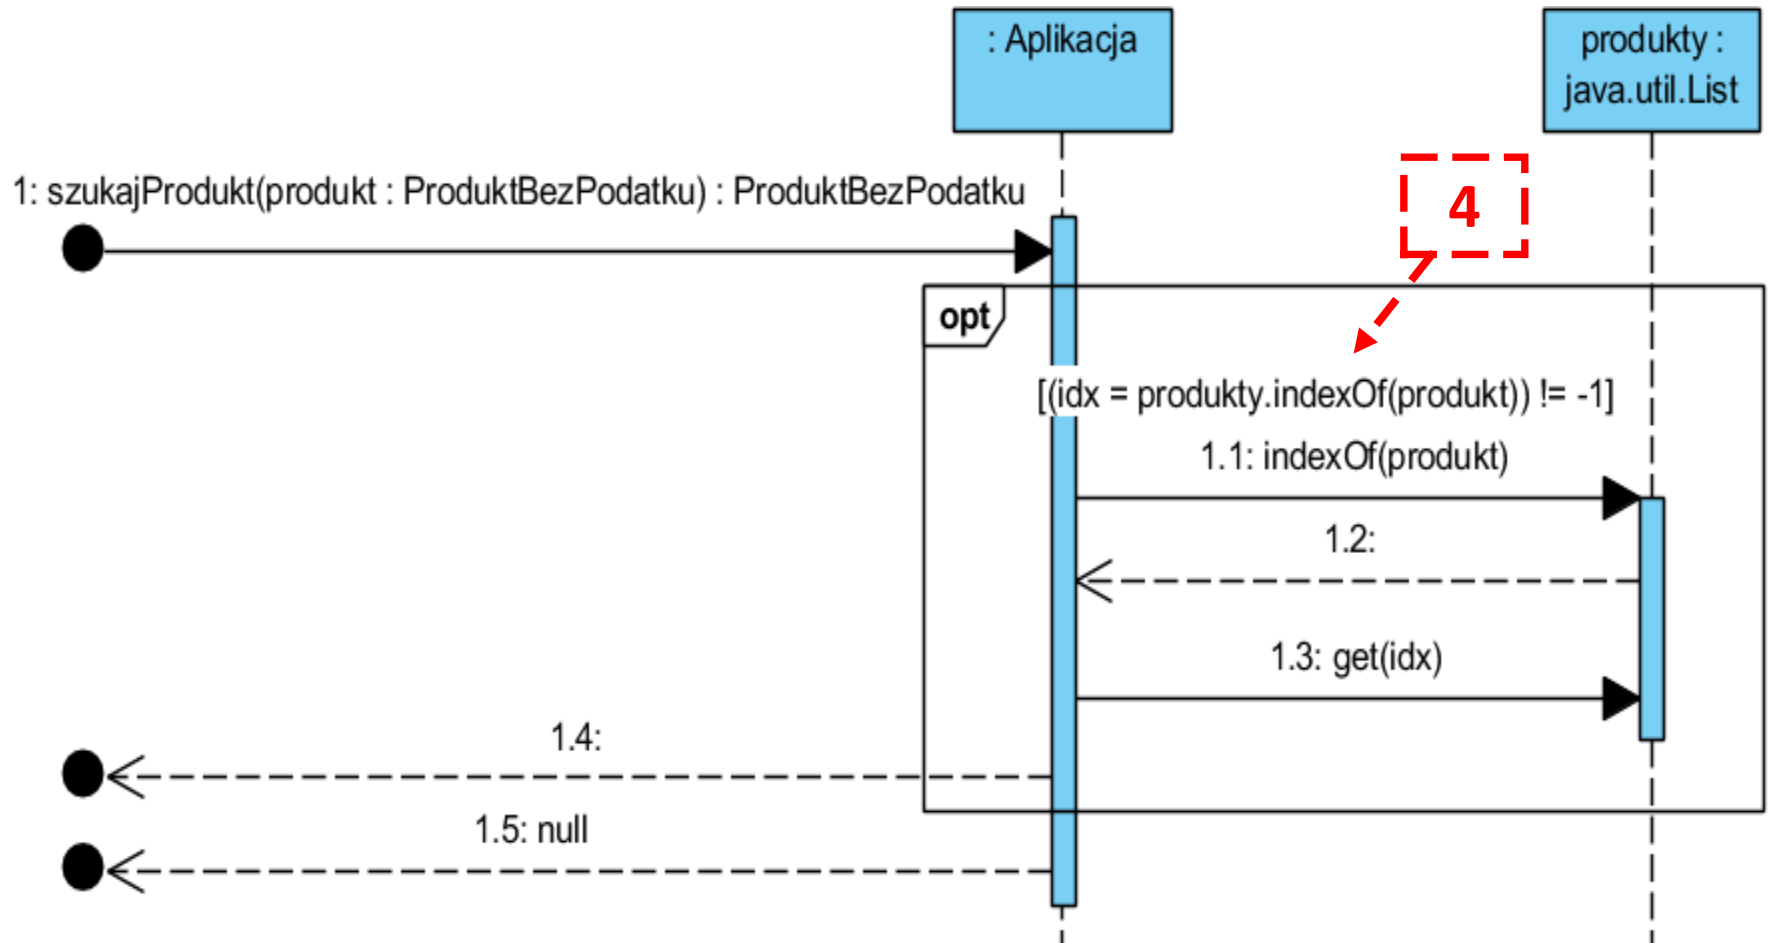 : Aplikacja
produkty :
java.util.List
1: szukajProdukt(produkt : ProduktBezPodatku) : ProduktBezPodatku
4
opt
[(idx = produkty.indexOf(produkt)) != -1]
1.1: indexOf(produkt)
1.2:
1.3: get(idx)
1.4:
1.5: null